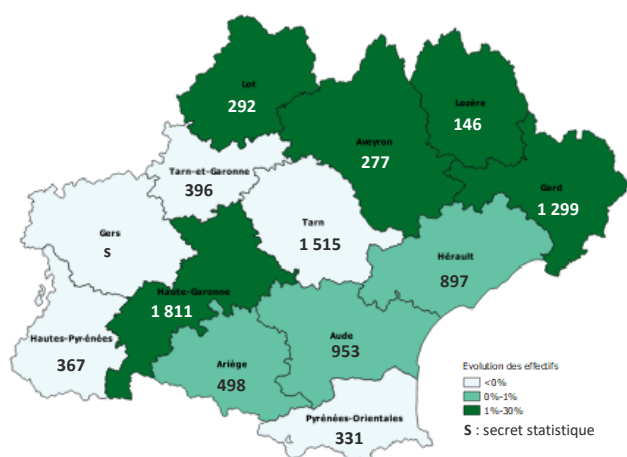 Lot
292
Lozère
146
Aveyron
277
Tarn-et-Garonne
396
Gard
1 299
Tarn
1 515
Gers
S
Hérault
897
Haute-Garonne
1 811
Hautes-Pyrénées
367
Aude
953
Ariège
498
Pyrénées-Orientales
331
Evolution des effectifs
<0%
0%-1%
1%-30%
S : secret statistique